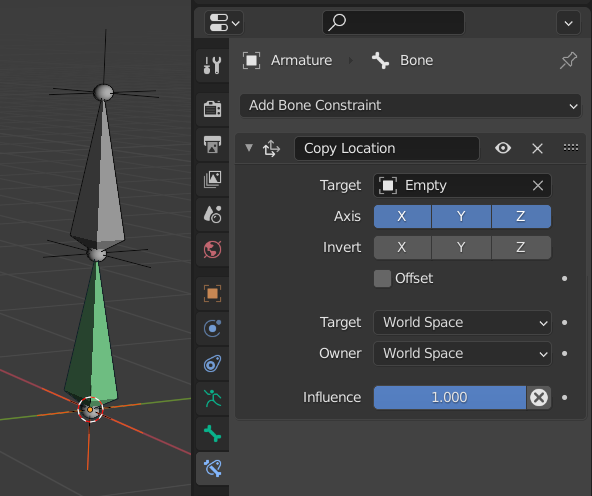 Armature Bone
Add Bone Constraint
Copy Location
Target Empty
Axis X Y Z
Invert X Y Z
Offset
Target World Space
Owner World Space
Influence 1.000